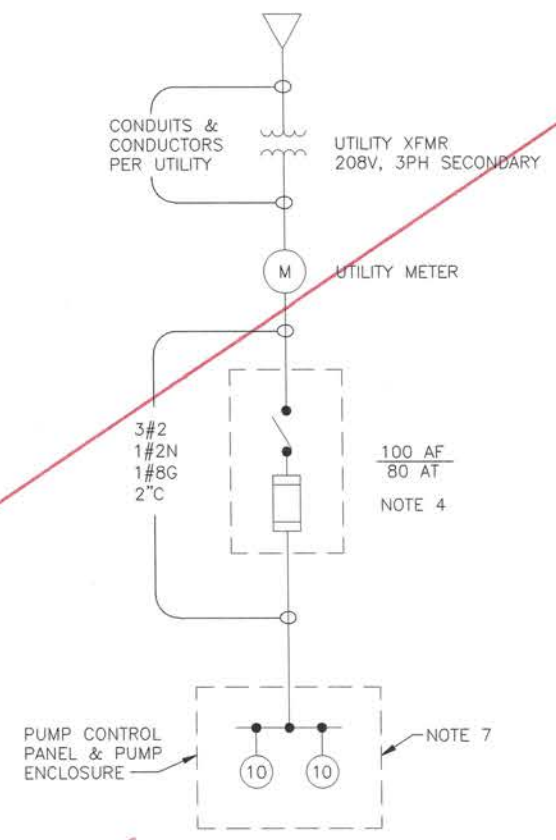 CONDUITS &
CONDUCTORS
PER UTILITY
UTILITY XFMR
208V, 3PH SECONDARY
M
UTILITY METER
3#2
1#2N
1#8G
2"C
100 AF
80 AT
NOTE 4
PUMP CONTROL
PANEL & PUMP
ENCLOSURE
10
10
NOTE 7